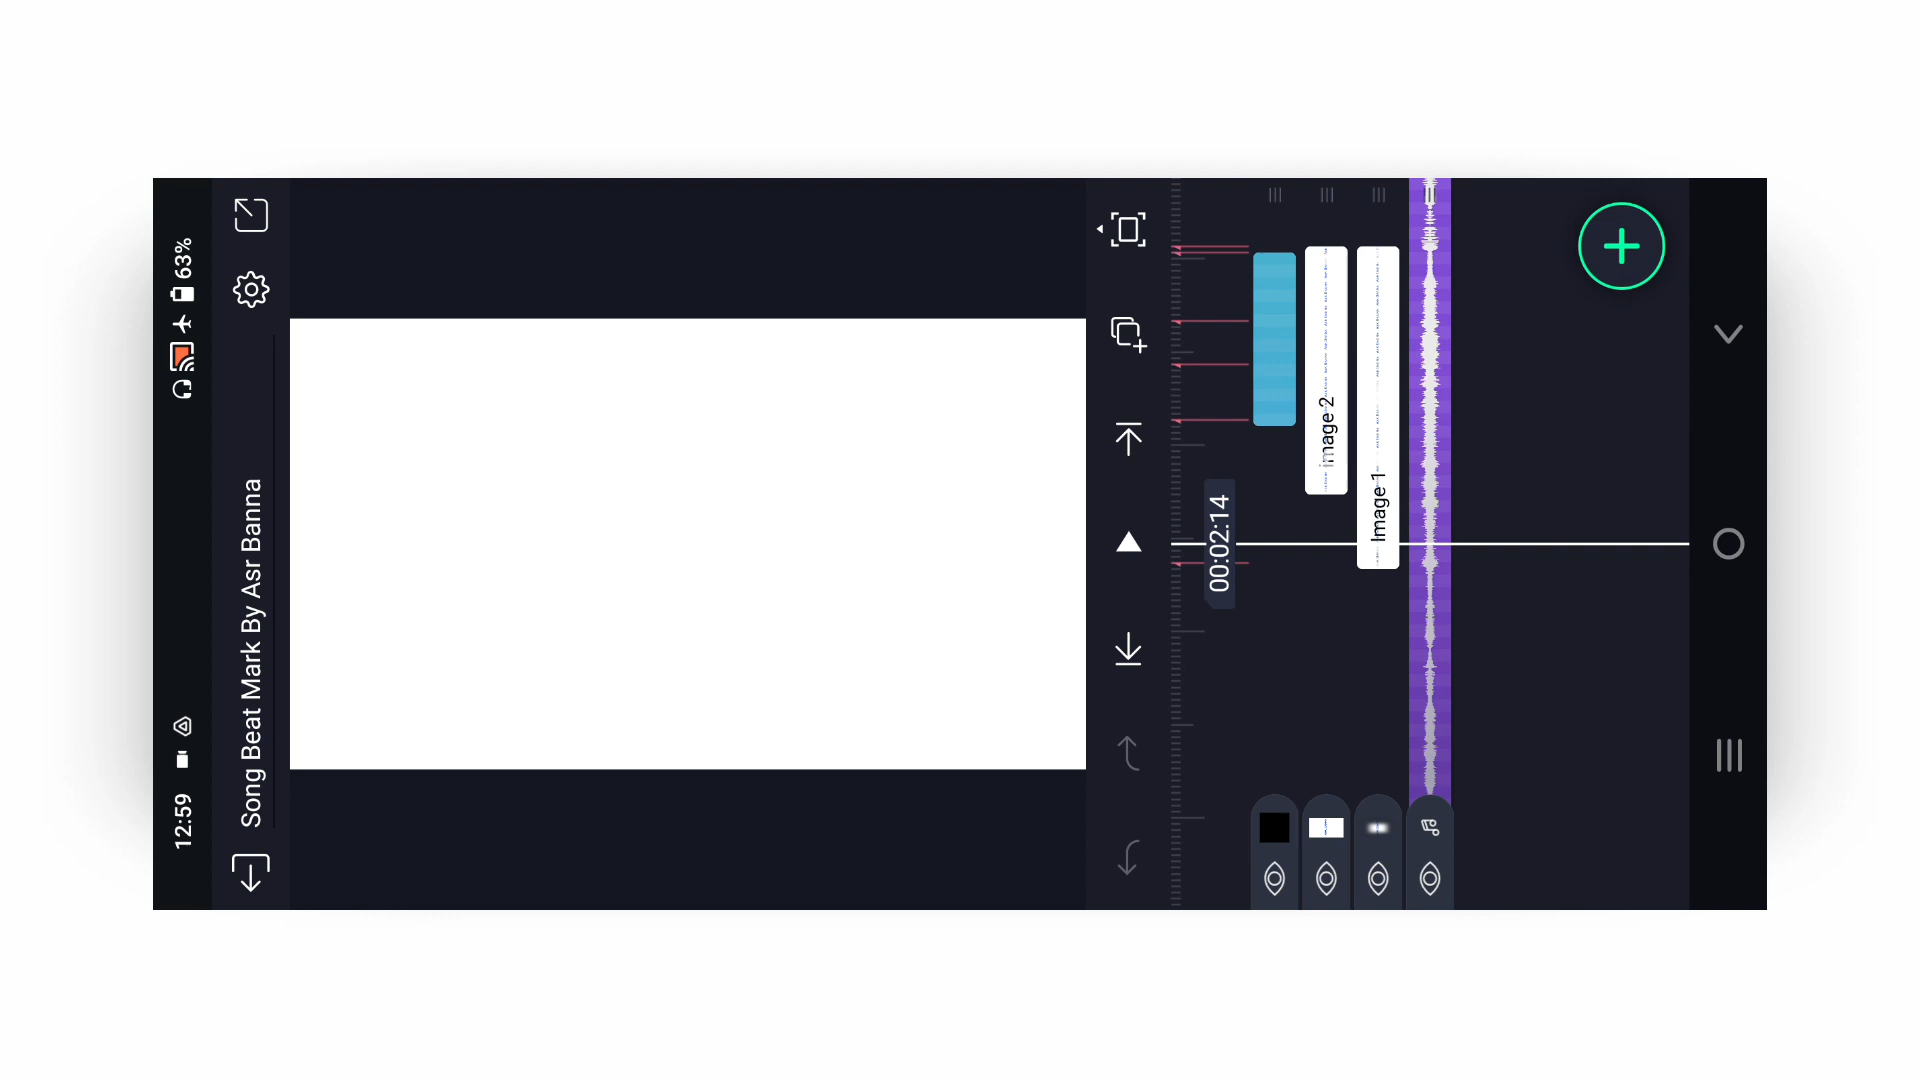 12:59
63%
Song Beat Mark By Asr Banna
00:02:14
image 2
Image 1